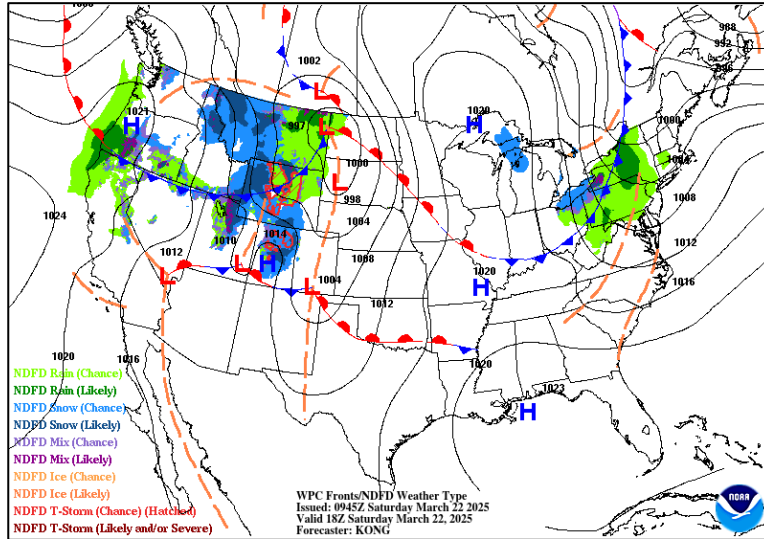 1006
1002
988
992
996
1021
H
L
1020
H
997
L
1000
1000
1004
L
998
1008
1024
1004
1010
1014
H
1012
1012
1008
L
L
1020
H
1016
L
1004
1012
1020
1016
1020
1023
H
NDFD Rain (Chance)
NDFD Rain (Likely)
NDFD Snow (Chance)
NDFD Snow (Likely)
NDFD Mix (Chance)
NDFD Mix (Likely)
NDFD Ice (Chance)
NDFD Ice (Likely)
NDFD T-Storm (Chance) (Hatched)
NDFD T-Storm (Likely and/or Severe)
WPC Fronts/NDFD Weather Type
Issued: 0945Z Saturday March 22 2025
Valid 18Z Saturday March 22, 2025
Forecaster: KONG
NOAA